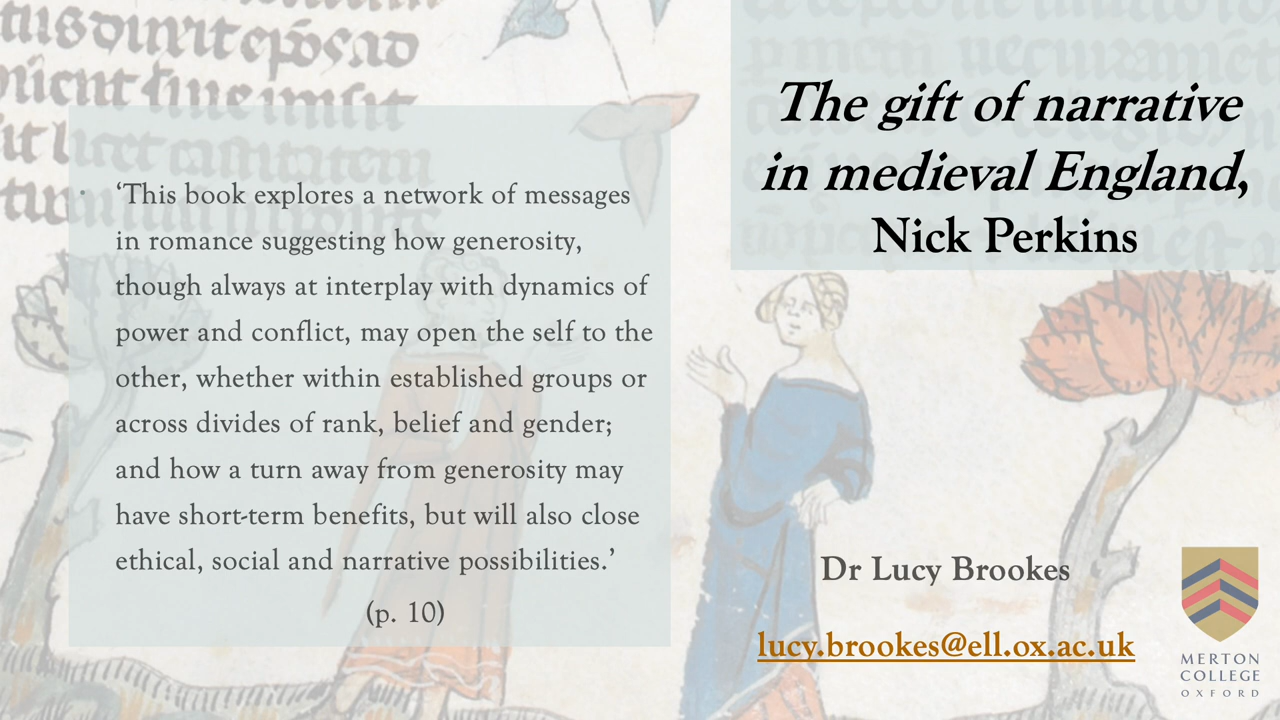 The gift of narrative
in medieval England,
Nick Perkins
• ‘This book explores a network of messages
in romance suggesting how generosity,
though always at interplay with dynamics of
power and conflict, may open the self to the
other, whether within established groups or
across divides of rank, belief and gender;
and how a turn away from generosity may
have short-term benefits, but will also close
ethical, social and narrative possibilities.’
(p. 10)
Dr Lucy Brookes
lucy.brookes@ell.ox.ac.uk
MERTON
COLLEGE
OXFORD